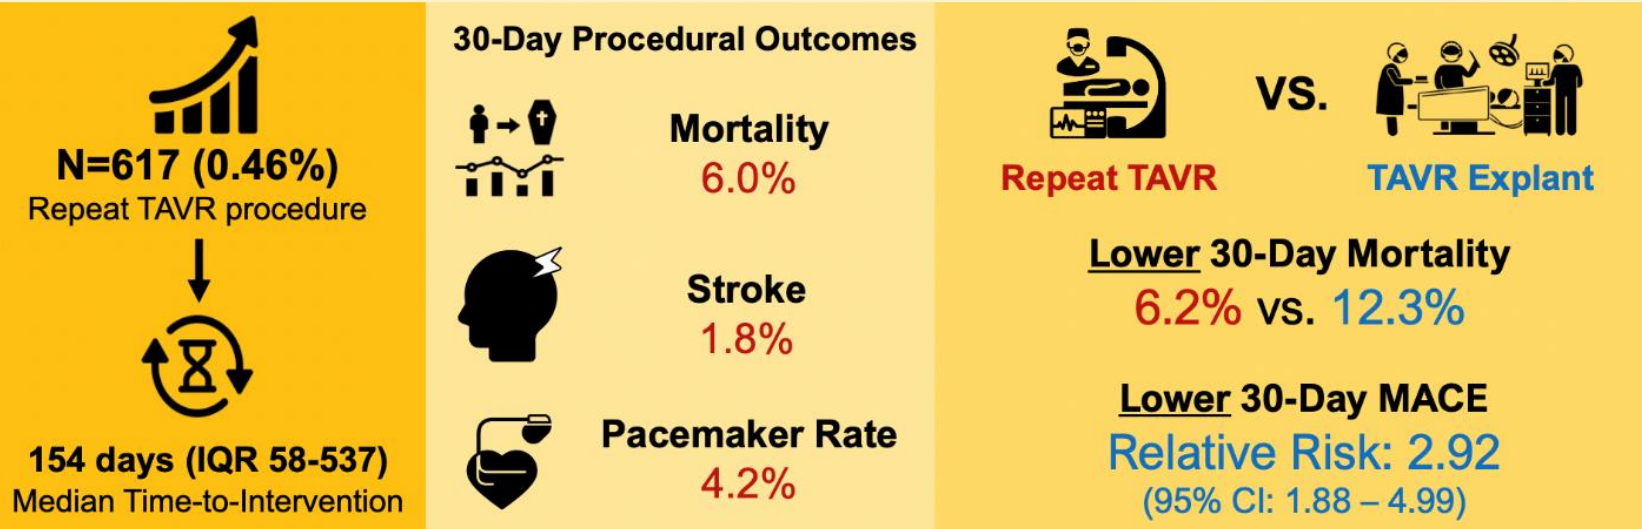 N=617 (0.46%)
Repeat TAVR procedure
154 days (IQR 58-537)
Median Time-to-Intervention
30-Day Procedural Outcomes
Mortality
6.0%
Stroke
1.8%
Pacemaker Rate
4.2%
VS.
Repeat TAVR
TAVR Explant
Lower 30-Day Mortality
6.2% vs. 12.3%
Lower 30-Day MACE
Relative Risk: 2.92
(95% CI: 1.88 – 4.99)